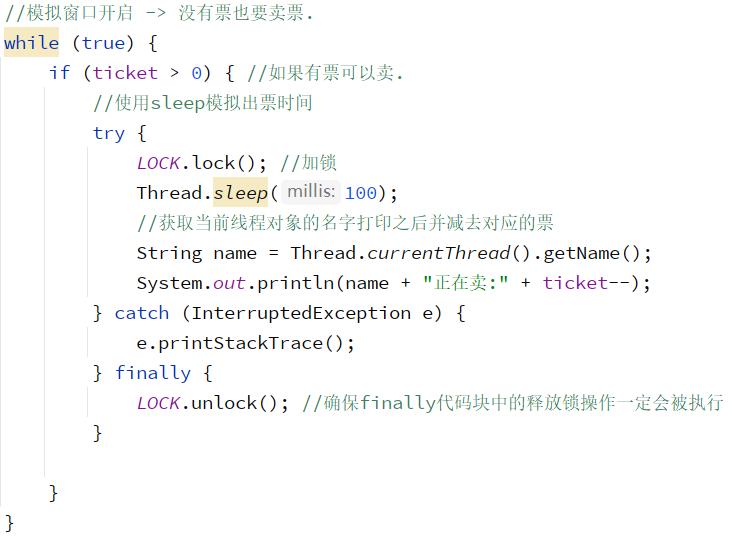 //模拟窗口开启 -> 没有票也要卖票.
while (true) {
if (ticket > 0) { //如果有票可以卖.
//使用sleep模拟出票时间
try {
LOCK.lock(); //加锁
Thread.sleep( millis: 100);
//获取当前线程对象的名字打印之后并减去对应的票
String name = Thread.currentThread().getName();
System.out.println(name + "正在卖:" + ticket--);
} catch (InterruptedException e) {
e.printStackTrace();
} finally {
LOCK.unlock(); //确保finally代码块中的释放锁操作一定会被执行
}
}
}